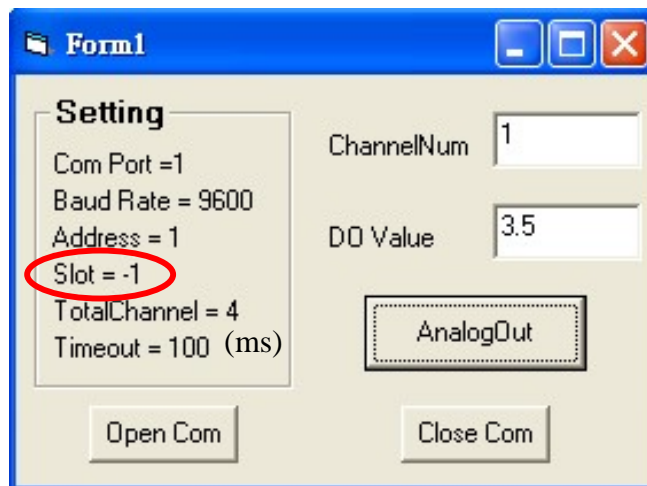 Form1
Setting
Com Port =1
Baud Rate = 9600
Address = 1
Slot = -1
TotalChannel = 4
Timeout = 100 (ms)
ChannelNum 1
DO Value 3.5
AnalogOut
Open Com
Close Com